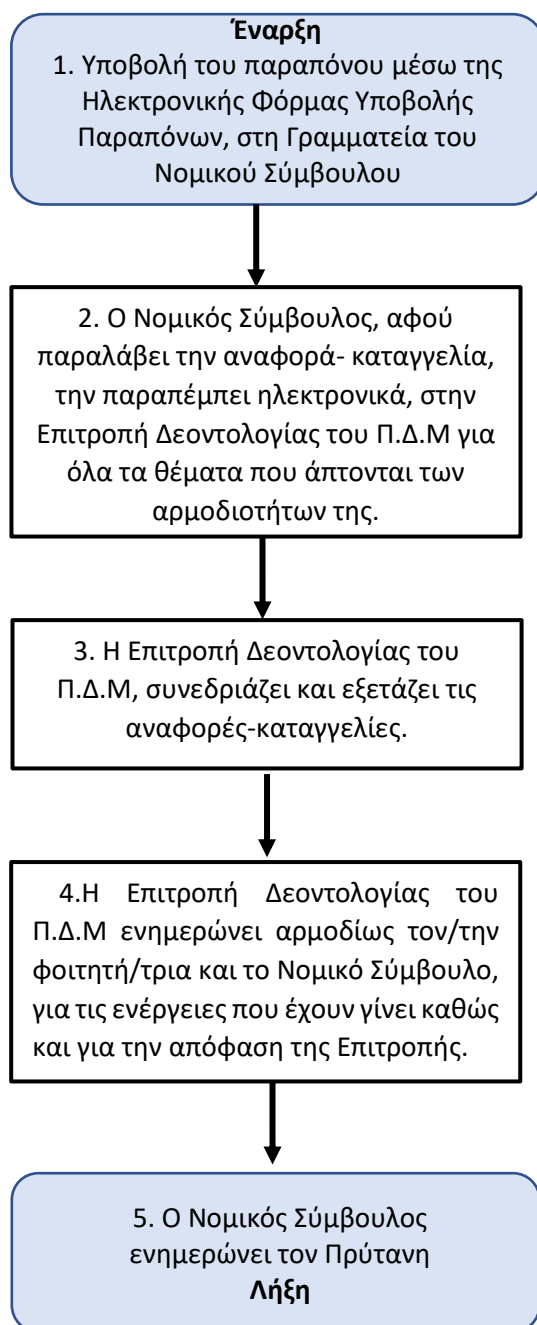 Έναρξη
1. Υποβολή του παραπόνου μέσω της
Ηλεκτρονικής Φόρμας Υποβολής
Παραπόνων, στη Γραμματεία του
Νομικού Σύμβουλου
2. Ο Νομικός Σύμβουλος, αφού
παραλάβει την αναφορά- καταγγελία,
την παραπέμπει ηλεκτρονικά, στην
Επιτροπή Δεοντολογίας του Π.Δ.Μ για
όλα τα θέματα που άπτονται των
αρμοδιοτήτων της.
3. Η Επιτροπή Δεοντολογίας του
Π.Δ.Μ, συνεδριάζει και εξετάζει τις
αναφορές-καταγγελίες.
4.Η Επιτροπή Δεοντολογίας του
Π.Δ.Μ ενημερώνει αρμοδίως τον/την
φοιτητή/τρια και το Νομικό Σύμβουλο,
για τις ενέργειες που έχουν γίνει καθώς
και για την απόφαση της Επιτροπής.
5. Ο Νομικός Σύμβουλος
ενημερώνει τον Πρύτανη
Λήξη